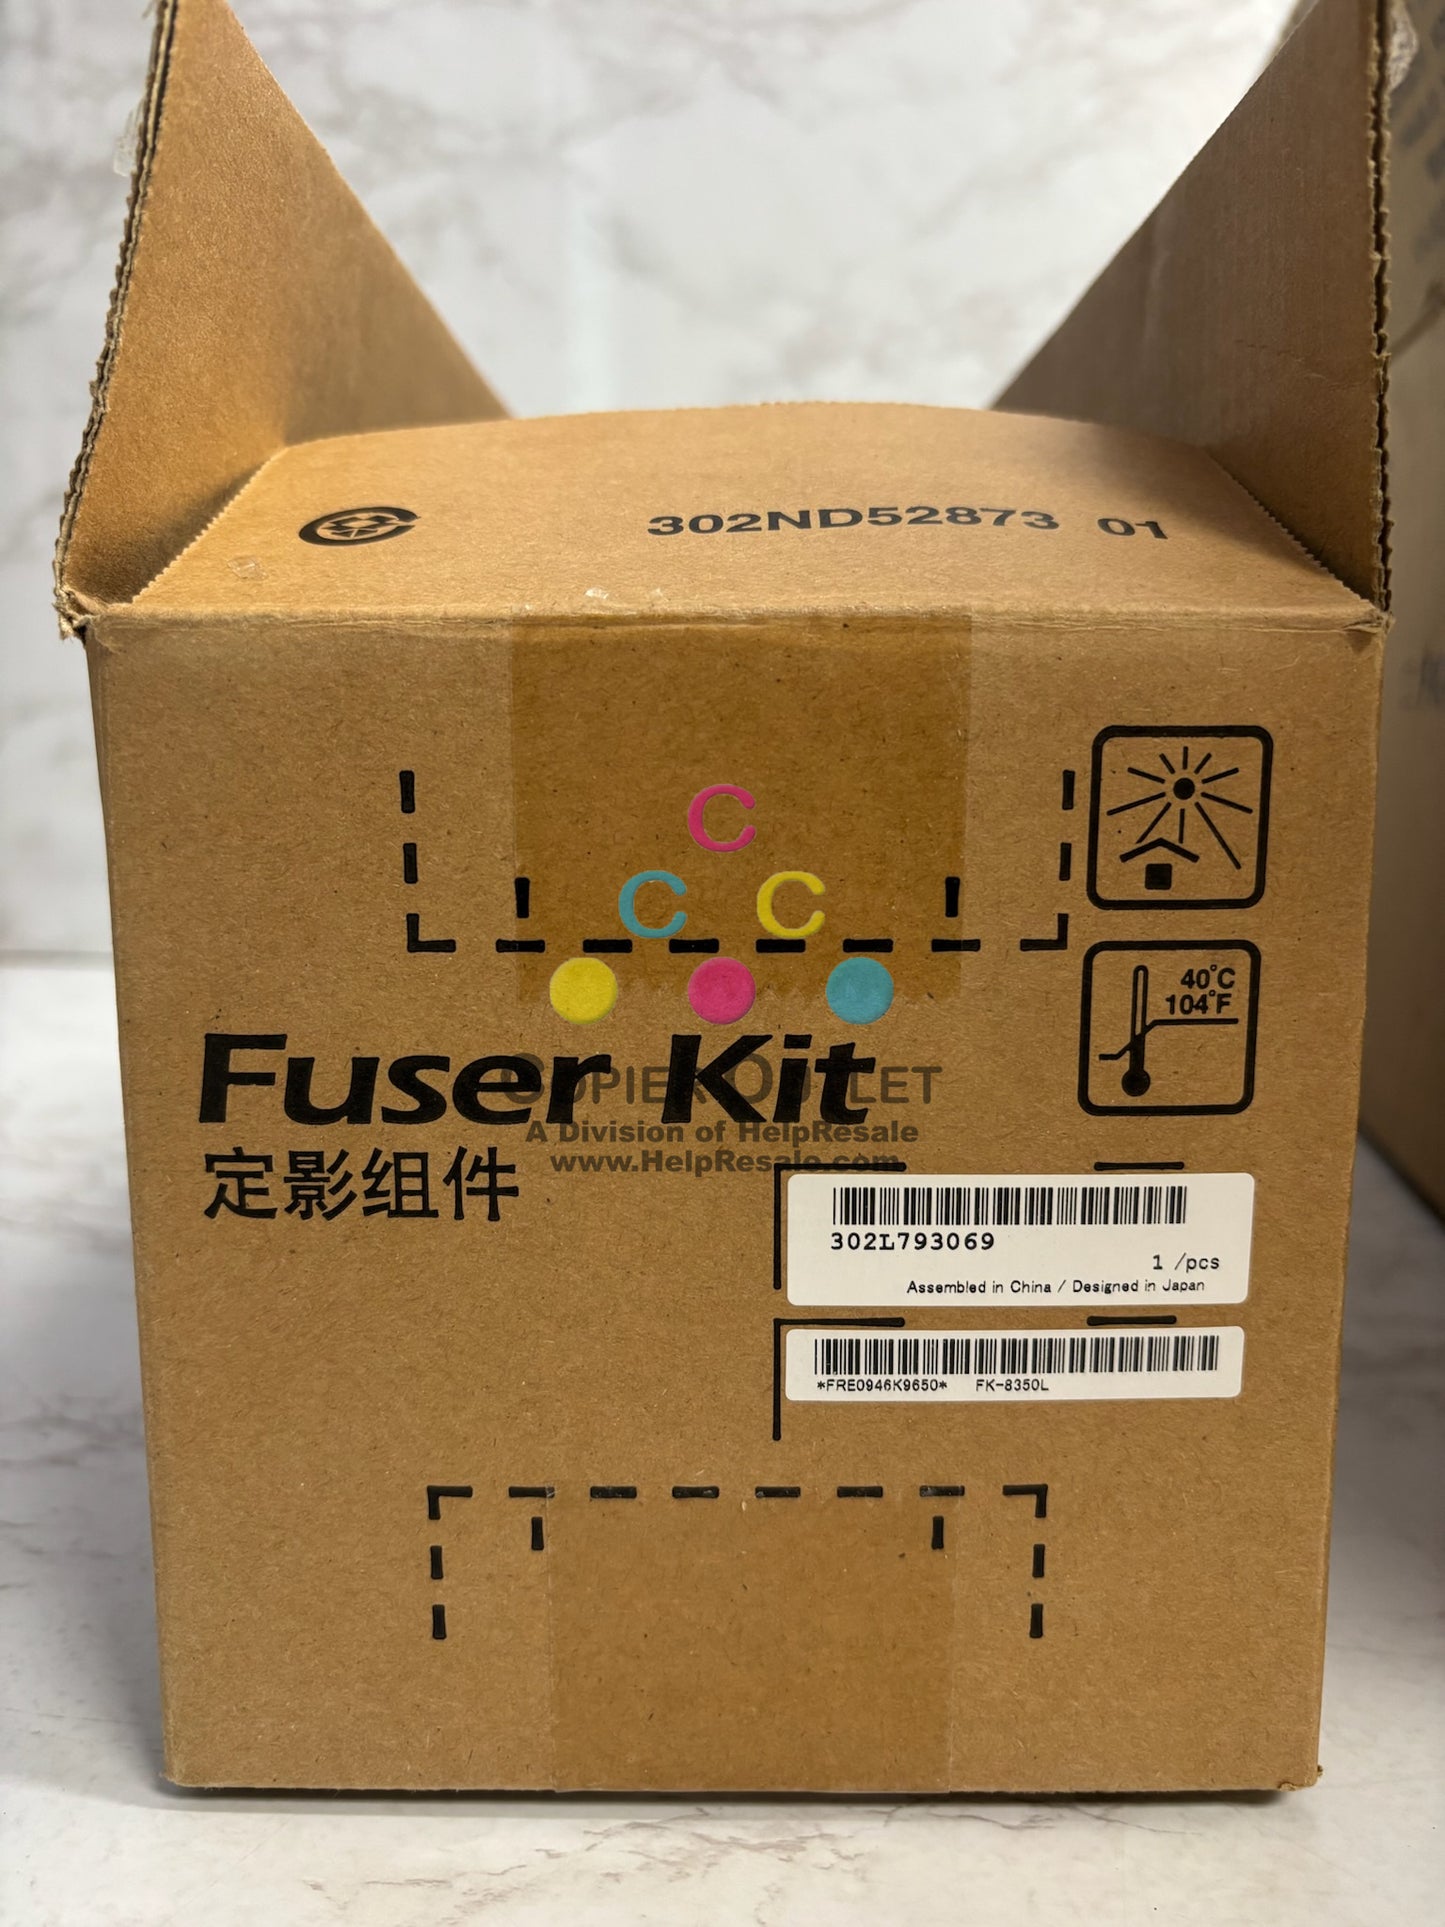 302ND52873 01
C
C C
40°C
104°F
Fuser Kit
COPIER OUTLET
A Division of HelpResale
www.HelpResale.com
定影组件
302L793069
1 /pcs
Assembled in China / Designed in Japan
*FRE0946K9650* FK-8350L